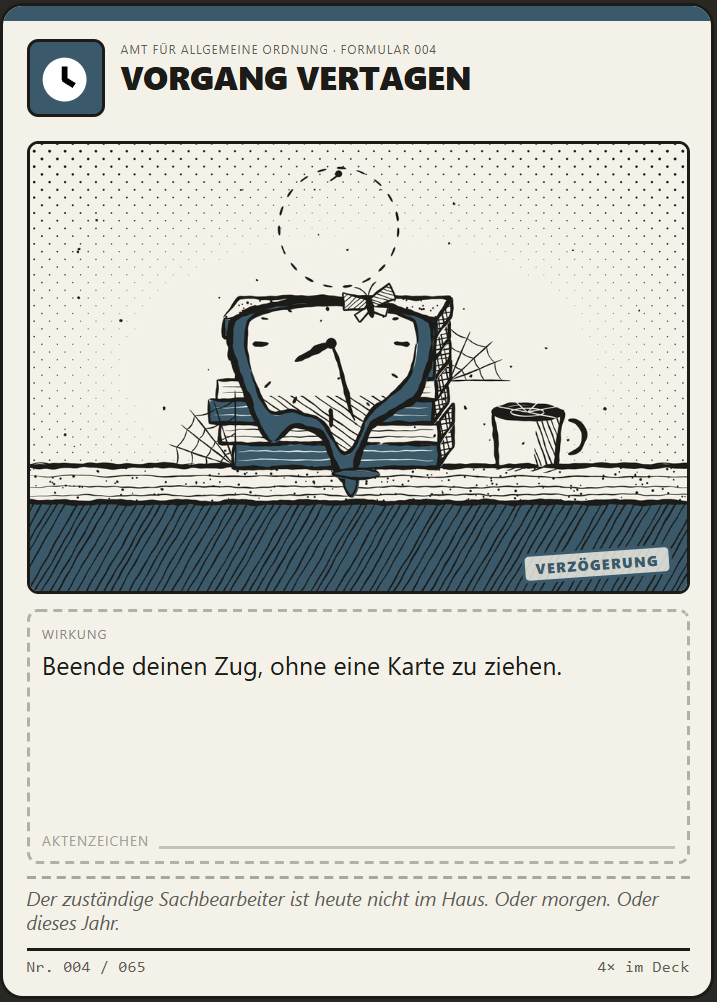 AMT FÜR ALLGEMEINE ORDNUNG · FORMULAR 004
VORGANG VERTAGEN
VERZÖGERUNG
WIRKUNG
Beende deinen Zug, ohne eine Karte zu ziehen.
AKTENZEICHEN
Der zuständige Sachbearbeiter ist heute nicht im Haus. Oder morgen. Oder
dieses Jahr.
Nr. 004 / 065
4× im Deck